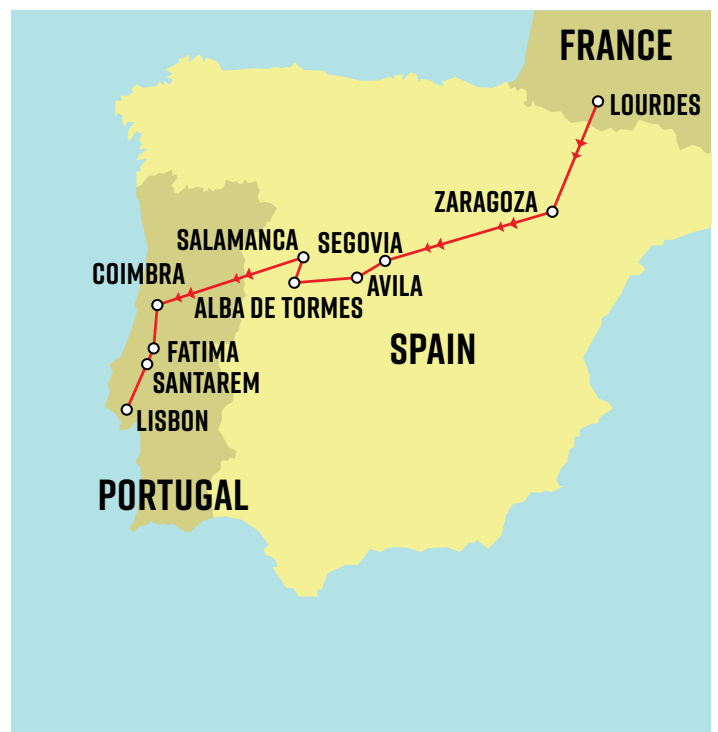 FRANCE
LOURDES
ZARAGOZA
SALAMANCA
SEGOVIA
COIMBRA
AVILA
ALBA DE TORMES
SPAIN
FATIMA
SANTAREM
LISBON
PORTUGAL